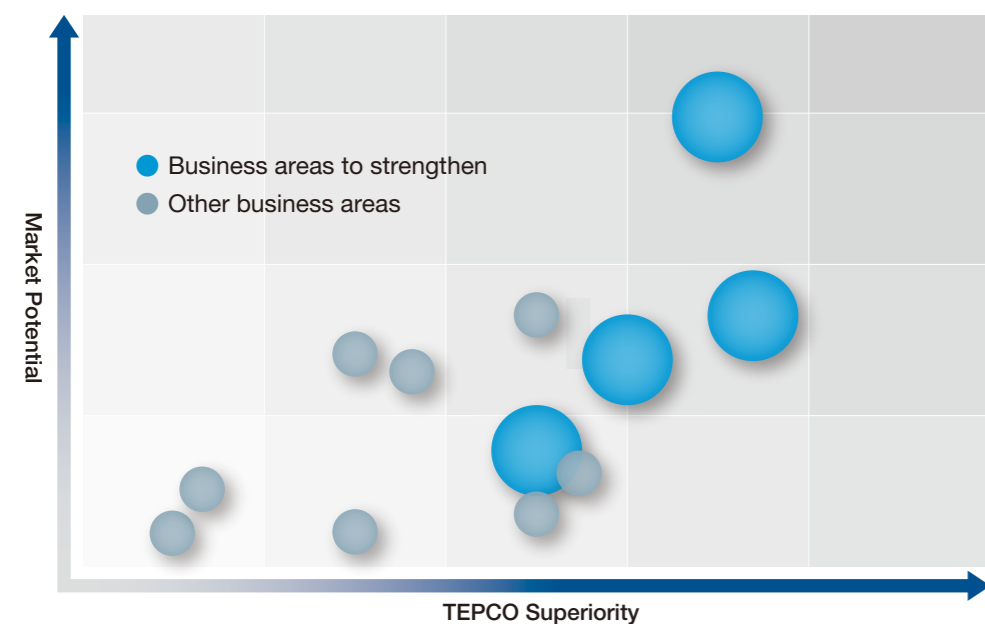 Business areas to strengthen
Other business areas
Market Potential
TEPCO Superiority